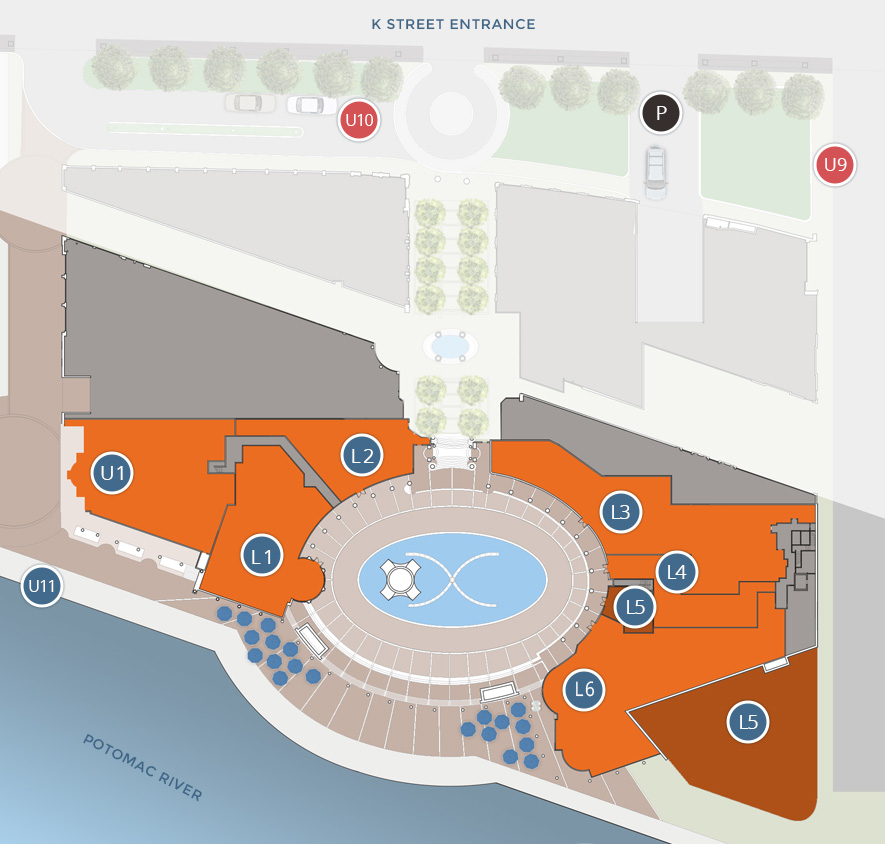 K STREET ENTRANCE
U10
P
U9
L2
U1
L3
L1
L4
U11
L5
L6
L5
POTOMAC RIVER